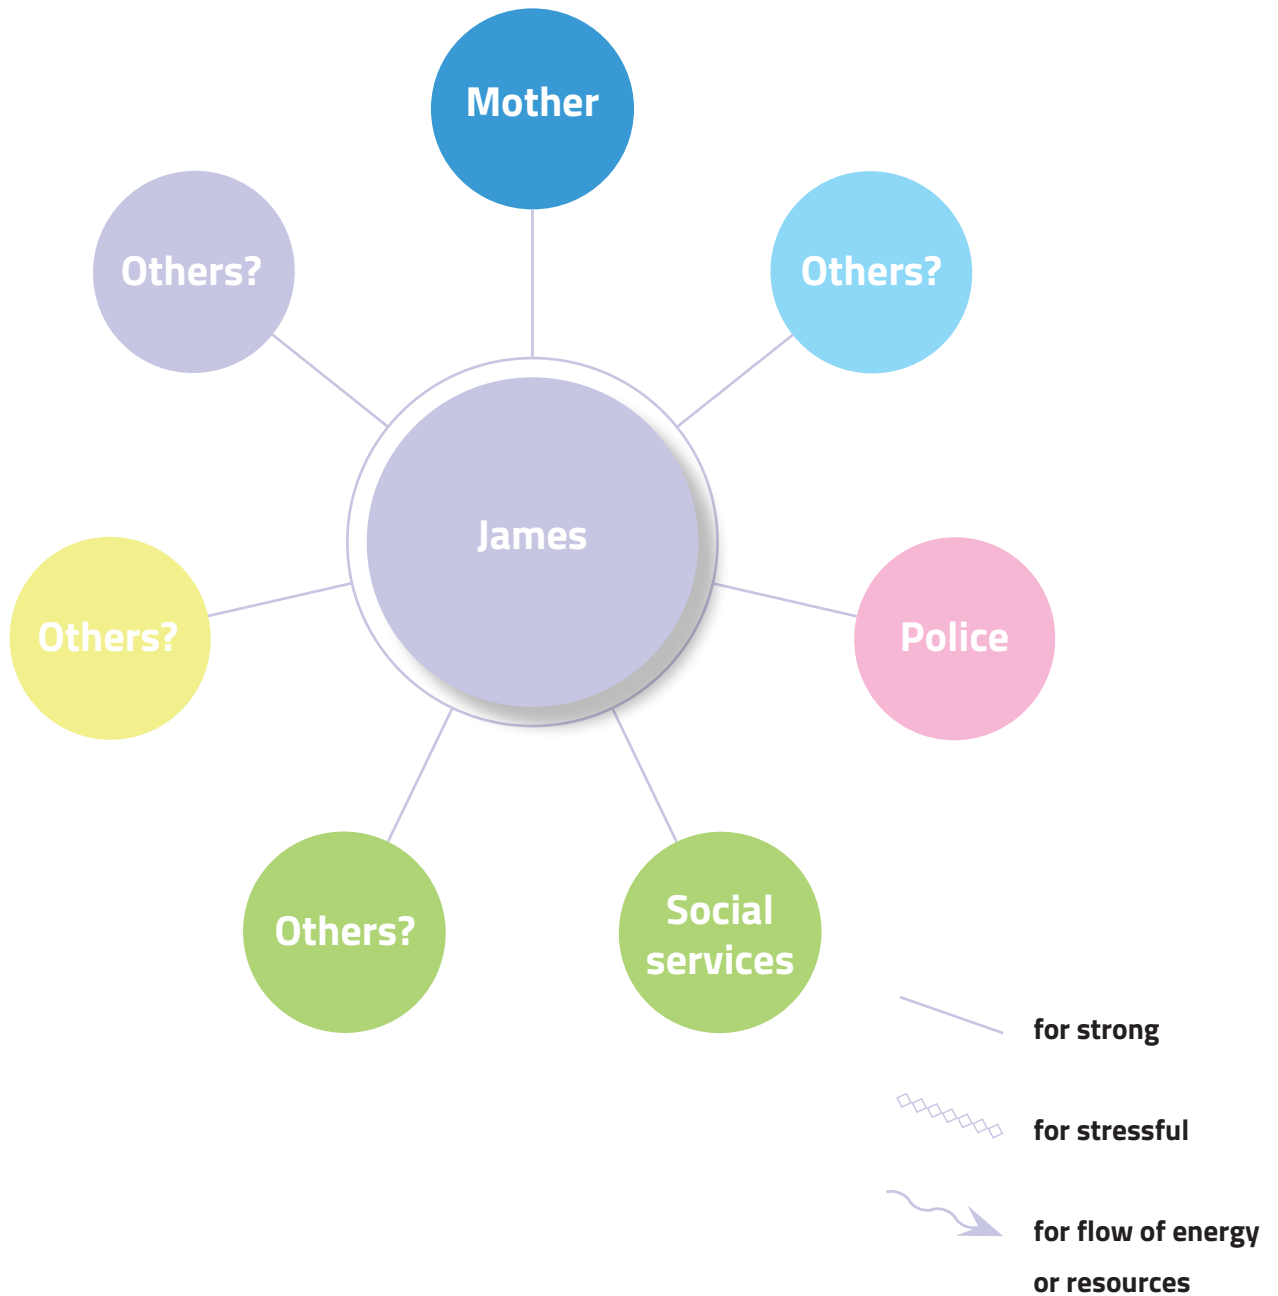 Mother
Others?
Others?
James
Others?
Police
Others?
Social
services
for strong
for stressful
for flow of energy
or resources